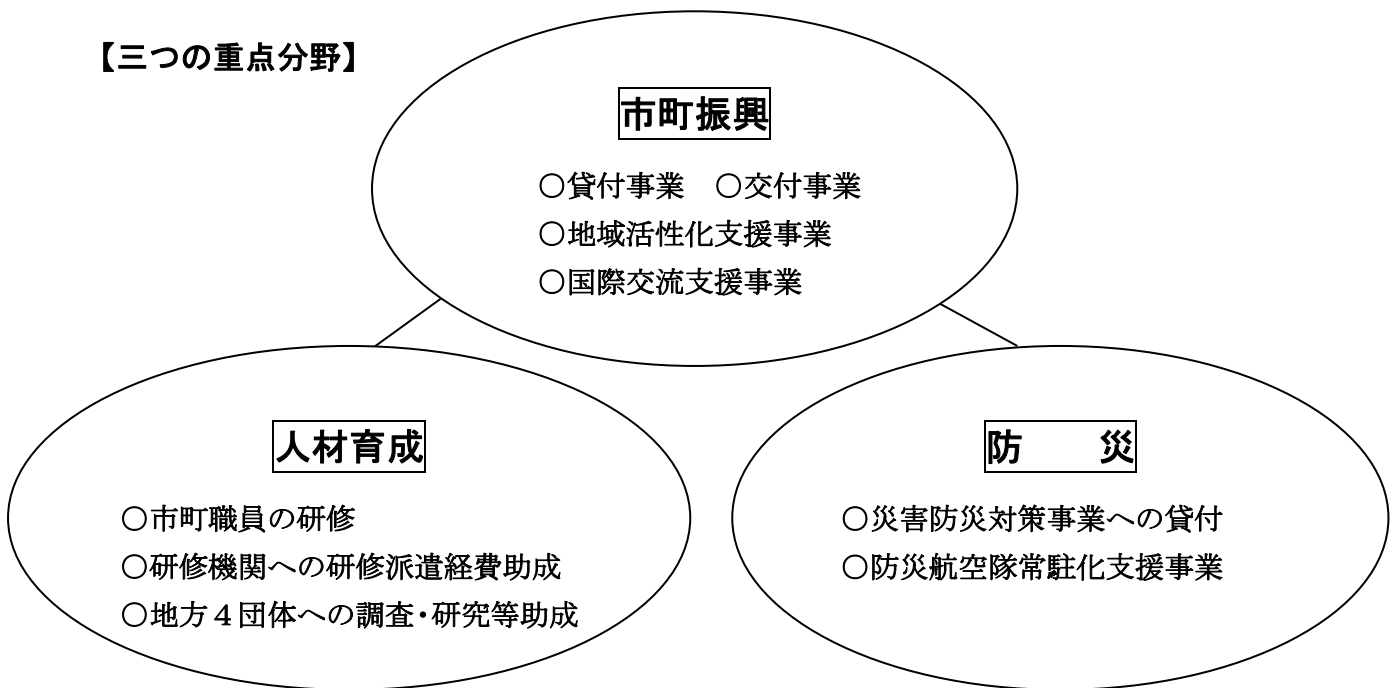 【三つの重点分野】
市町振興
○貸付事業　○交付事業
○地域活性化支援事業
○国際交流支援事業
人材育成
○市町職員の研修
○研修機関への研修派遣経費助成
○地方４団体への調査・研究等助成
防　　災
○災害防災対策事業への貸付
○防災航空隊常駐化支援事業